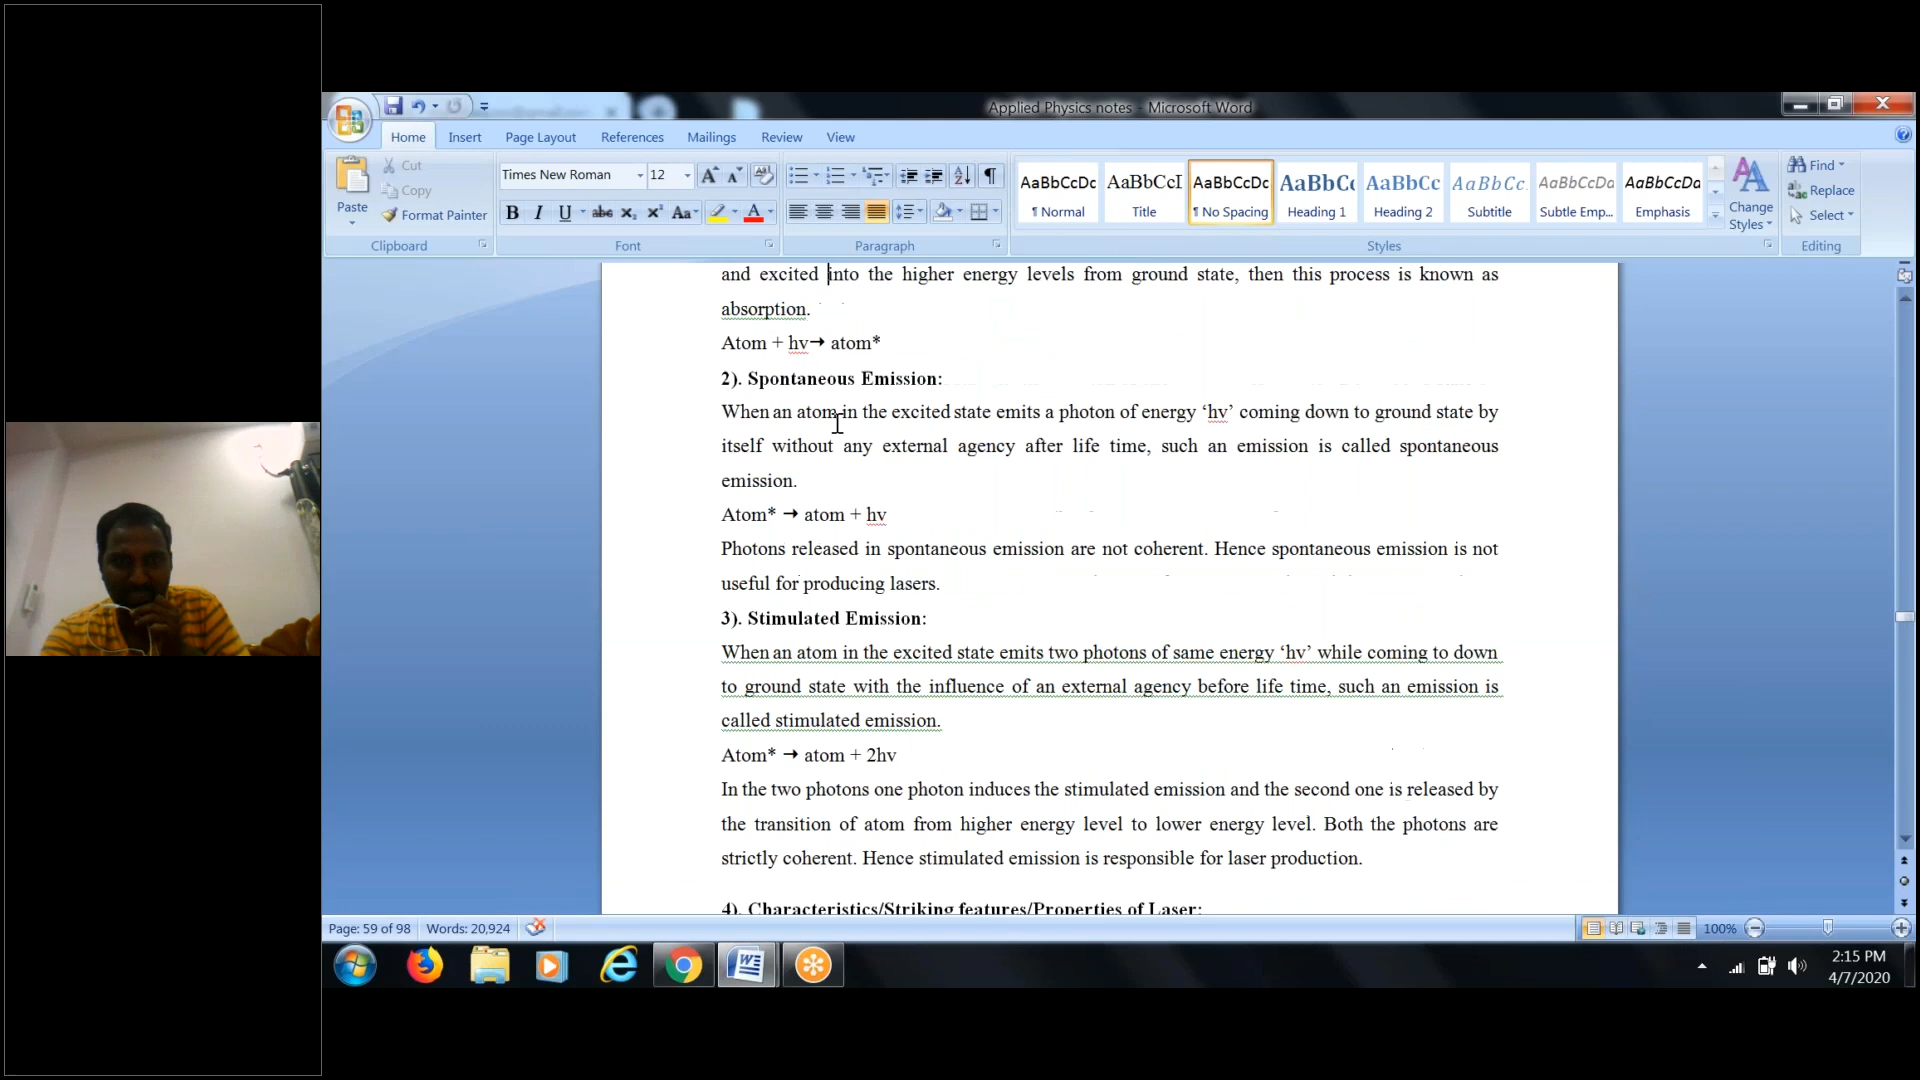 Applied Physics notes - Microsoft Word
Home Insert Page Layout References Mailings Review View
Paste
Cut
Copy
Format Painter
Clipboard
Times New Roman 12
Font
Paragraph
AaBbCcDc AaBbCcI AaBbCcDc AaBbCc AaBbCc AaBbCc. AaBbCcDa AaBbCcDa
¶ Normal Title ¶ No Spacing Heading 1 Heading 2 Subtitle Subtle Emp... Emphasis
Change Styles
Styles
Find
Replace
Select
Editing
and excited into the higher energy levels from ground state, then this process is known as
absorption.
Atom + hv→ atom*
2). Spontaneous Emission:
When an atom in the excited state emits a photon of energy ‘hv’ coming down to ground state by
itself without any external agency after life time, such an emission is called spontaneous
emission.
Atom* → atom + hv
Photons released in spontaneous emission are not coherent. Hence spontaneous emission is not
useful for producing lasers.
3). Stimulated Emission:
When an atom in the excited state emits two photons of same energy ‘hv’ while coming to down
to ground state with the influence of an external agency before life time, such an emission is
called stimulated emission.
Atom* → atom + 2hv
In the two photons one photon induces the stimulated emission and the second one is released by
the transition of atom from higher energy level to lower energy level. Both the photons are
strictly coherent. Hence stimulated emission is responsible for laser production.
4). Characteristics/Striking features/Properties of Laser:
Page: 59 of 98 Words: 20,924
100%
2:15 PM
4/7/2020